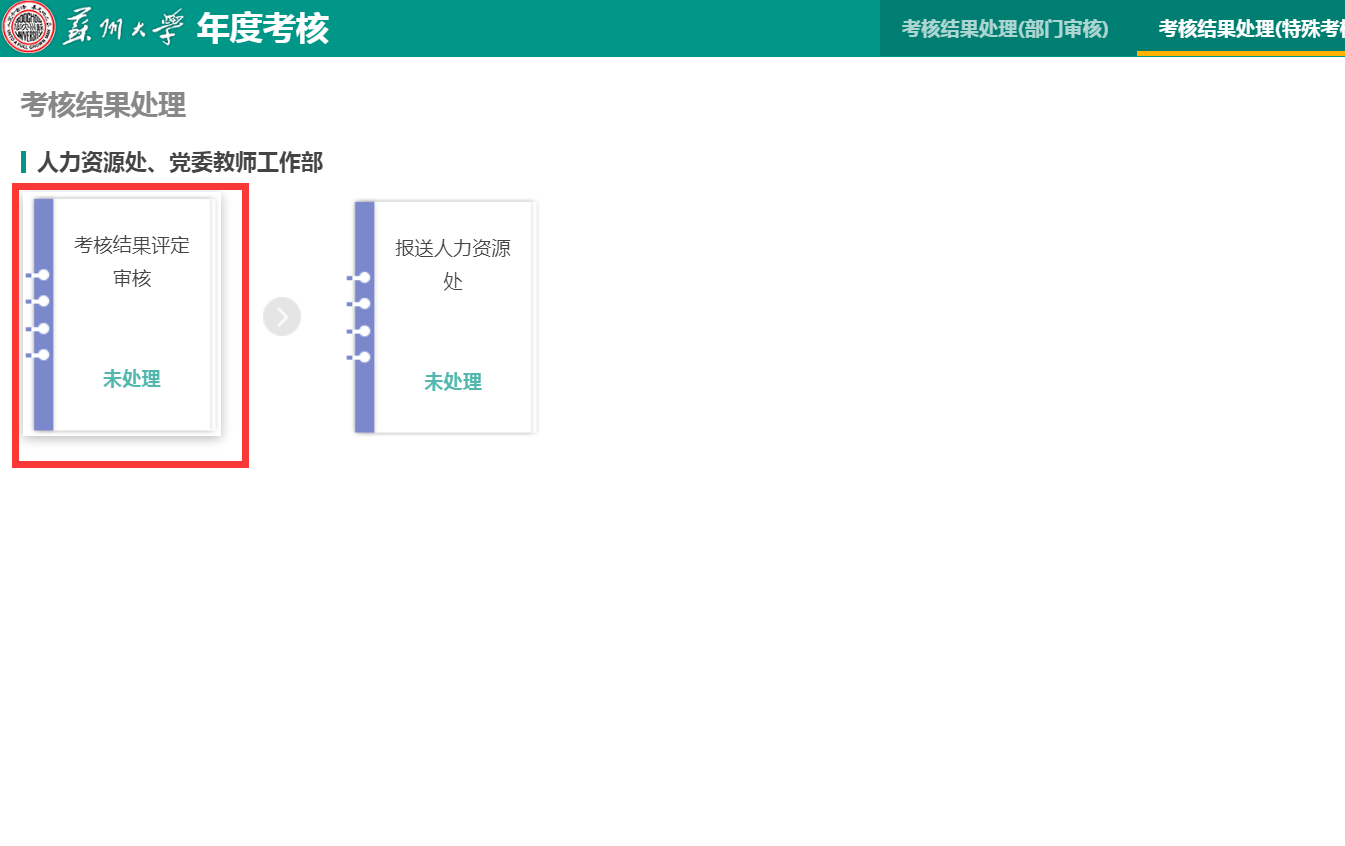 蘇州大學 年度考核
考核结果处理(部门审核)
考核结果处理(特殊考
考核结果处理
人力资源处、党委教师工作部
考核结果评定
审核
未处理
报送人力资源
处
未处理